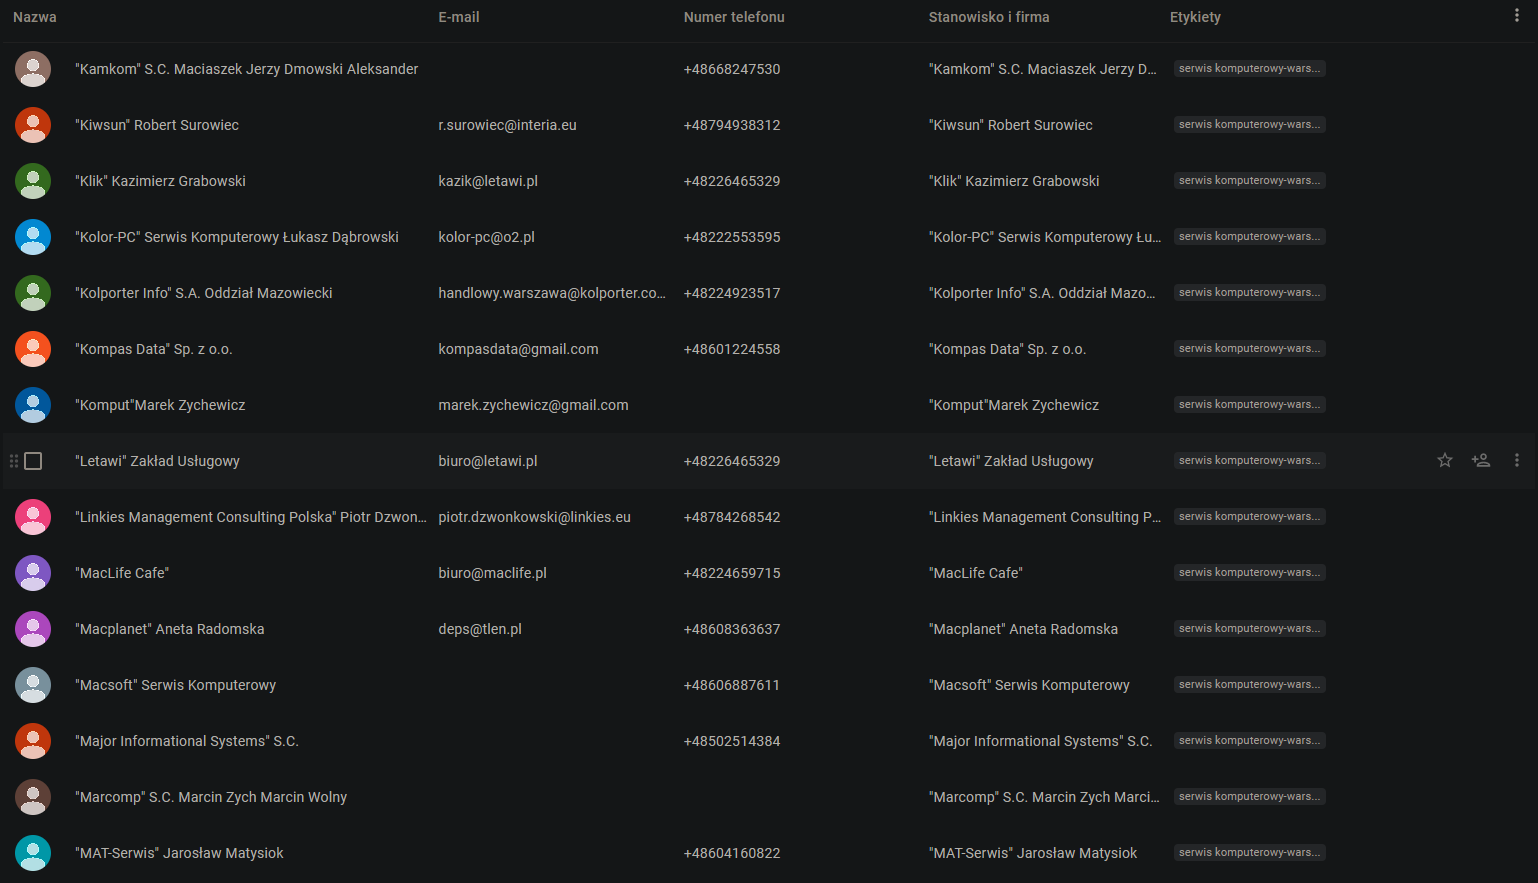 Nazwa E-mail Numer telefonu Stanowisko i firma Etykiety
"Kamkom" S.C. Maciaszek Jerzy Dmowski Aleksander +48668247530 "Kamkom" S.C. Maciaszek Jerzy D... serwis komputerowy-wars...
"Kiwsun" Robert Surowiec r.surowiec@interia.eu +48794938312 "Kiwsun" Robert Surowiec serwis komputerowy-wars...
"Klik" Kazimierz Grabowski kazik@letawi.pl +48226465329 "Klik" Kazimierz Grabowski serwis komputerowy-wars...
"Kolor-PC" Serwis Komputerowy Łukasz Dąbrowski kolor-pc@o2.pl +48222553595 "Kolor-PC" Serwis Komputerowy Łu... serwis komputerowy-wars...
"Kolporter Info" S.A. Oddział Mazowiecki handlowy.warszawa@kolporter.co... +48224923517 "Kolporter Info" S.A. Oddział Mazo... serwis komputerowy-wars...
"Kompas Data" Sp. z o.o. kompasdata@gmail.com +48601224558 "Kompas Data" Sp. z o.o. serwis komputerowy-wars...
"Komput"Marek Zychewicz marek.zychewicz@gmail.com "Komput"Marek Zychewicz serwis komputerowy-wars...
"Letawi" Zakład Usługowy biuro@letawi.pl +48226465329 "Letawi" Zakład Usługowy serwis komputerowy-wars...
"Linkies Management Consulting Polska" Piotr Dzwon... piotr.dzwonkowski@linkies.eu +48784268542 "Linkies Management Consulting P... serwis komputerowy-wars...
"MacLife Cafe" biuro@maclife.pl +48224659715 "MacLife Cafe" serwis komputerowy-wars...
"Macplanet" Aneta Radomska deps@tlen.pl +48608363637 "Macplanet" Aneta Radomska serwis komputerowy-wars...
"Macsoft" Serwis Komputerowy +48606887611 "Macsoft" Serwis Komputerowy serwis komputerowy-wars...
"Major Informational Systems" S.C. +48502514384 "Major Informational Systems" S.C. serwis komputerowy-wars...
"Marcomp" S.C. Marcin Zych Marcin Wolny "Marcomp" S.C. Marcin Zych Marci... serwis komputerowy-wars...
"MAT-Serwis" Jarosław Matysiok +48604160822 "MAT-Serwis" Jarosław Matysiok serwis komputerowy-wars...